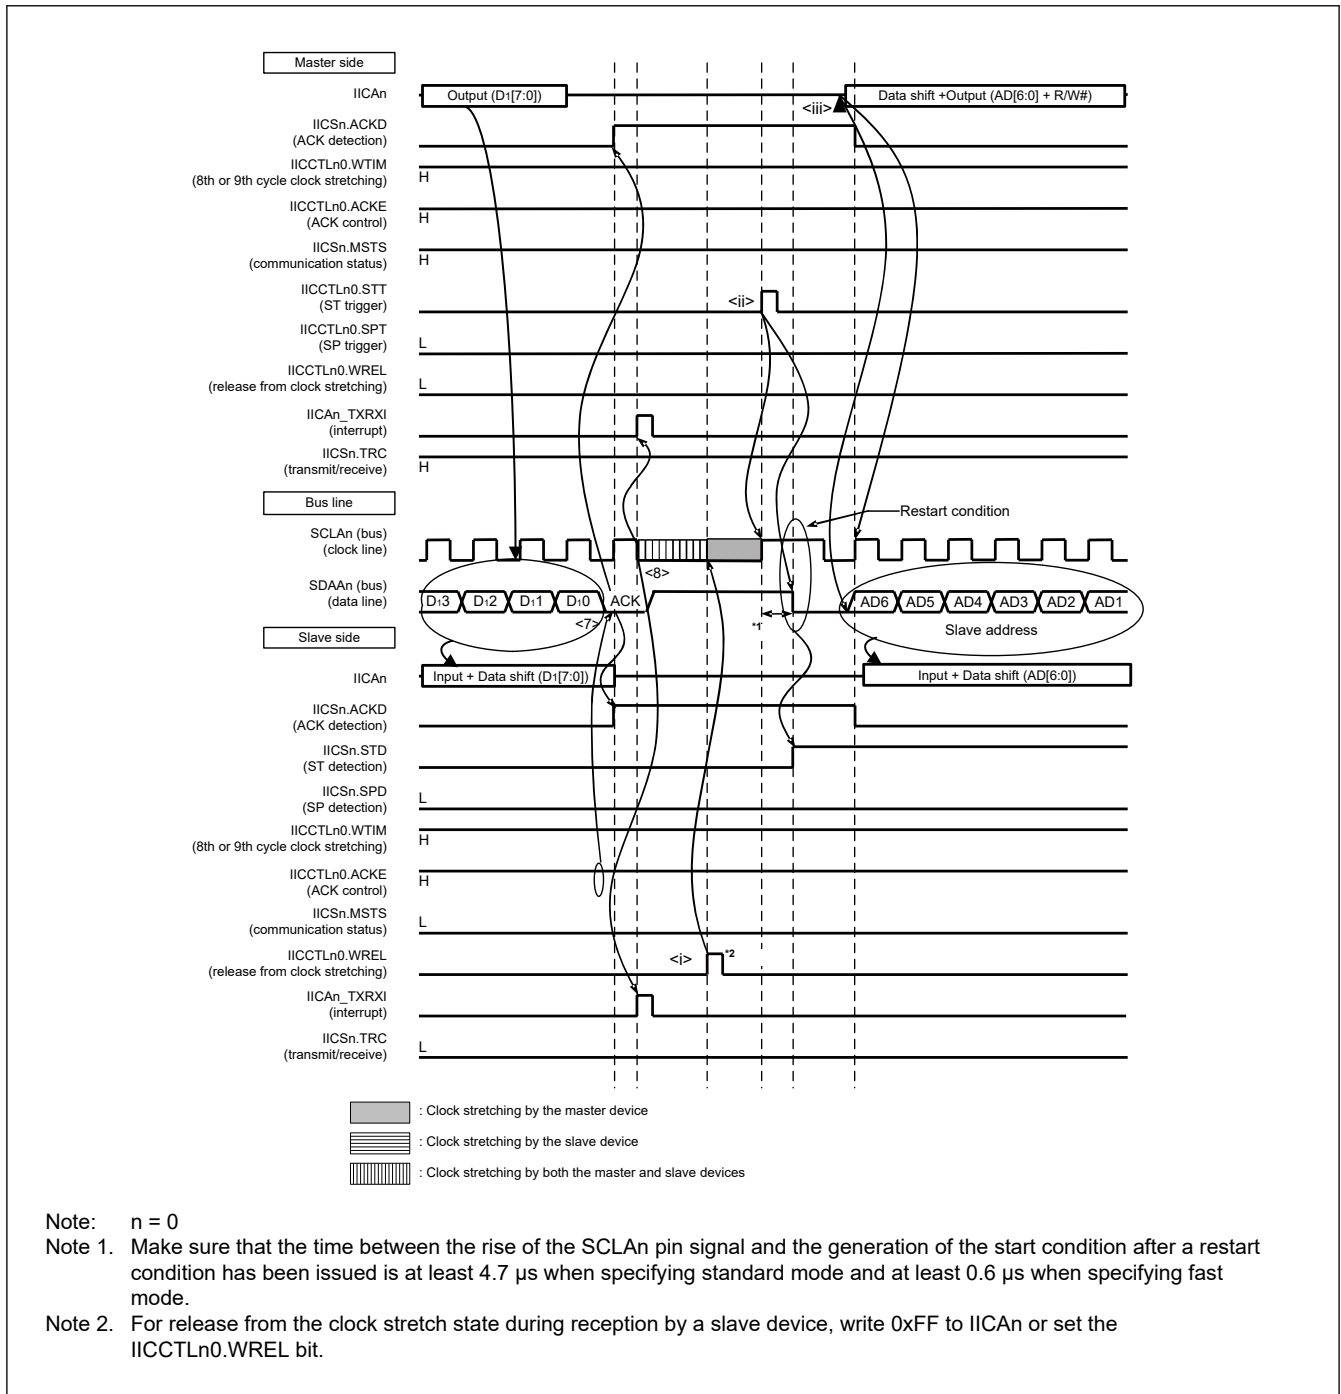 Master side
IICAn
Output (D1[7:0])
Data shift +Output (AD[6:0] + R/W#)
<iii>
IICSn.ACKD
(ACK detection)
IICCTLn0.WTIM
(8th or 9th cycle clock stretching)
H
IICCTLn0.ACKE
(ACK control)
H
IICSn.MSTS
(communication status)
H
IICCTLn0.STT
(ST trigger)
<ii>
IICCTLn0.SPT
(SP trigger)
L
IICCTLn0.WREL
(release from clock stretching)
L
IICAn_TXRXI
(interrupt)
IICSn.TRC
(transmit/receive)
H
Bus line
Restart condition
SCLAn (bus)
(clock line)
<8>
SDAAn (bus)
(data line)
D13 D12 D11 D10 ACK AD6 AD5 AD4 AD3 AD2 AD1
<7>
*1
Slave address
Slave side
IICAn
Input + Data shift (D1[7:0])
Input + Data shift (AD[6:0])
IICSn.ACKD
(ACK detection)
IICSn.STD
(ST detection)
IICSn.SPD
(SP detection)
L
IICCTLn0.WTIM
(8th or 9th cycle clock stretching)
H
IICCTLn0.ACKE
(ACK control)
H
IICSn.MSTS
(communication status)
L
IICCTLn0.WREL
(release from clock stretching)
<i>
*2
IICAn_TXRXI
(interrupt)
IICSn.TRC
(transmit/receive)
L
: Clock stretching by the master device
: Clock stretching by the slave device
: Clock stretching by both the master and slave devices
Note: n = 0
Note 1. Make sure that the time between the rise of the SCLAn pin signal and the generation of the start condition after a restart
condition has been issued is at least 4.7 µs when specifying standard mode and at least 0.6 µs when specifying fast
mode.
Note 2. For release from the clock stretch state during reception by a slave device, write 0xFF to IICAn or set the
IICCTLn0.WREL bit.